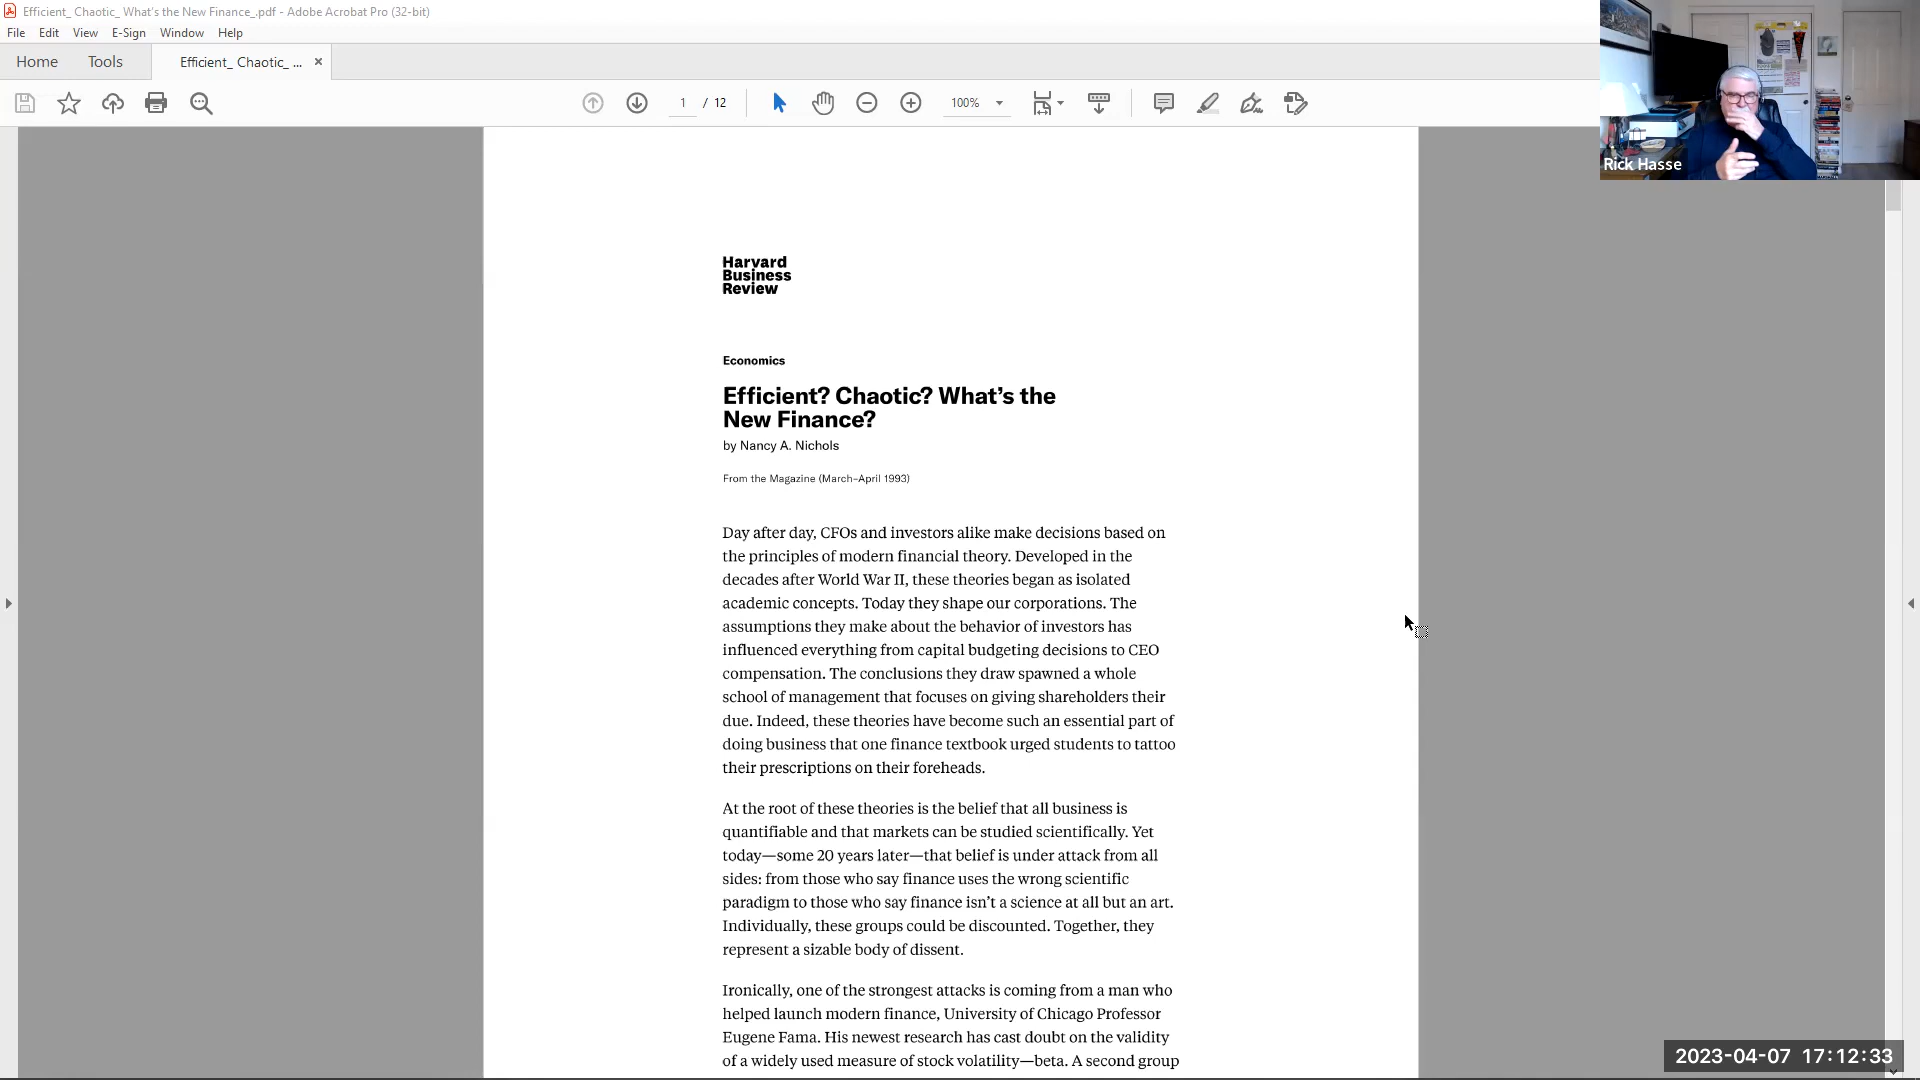 Efficient_ Chaotic_ What's the New Finance_.pdf - Adobe Acrobat Pro (32-bit)
File Edit View E-Sign Window Help
Home Tools Efficient_ Chaotic_ ... ×
1 / 12 100%
Rick Hasse
Harvard
Business
Review
Economics
Efficient? Chaotic? What’s the
New Finance?
by Nancy A. Nichols
From the Magazine (March–April 1993)
Day after day, CFOs and investors alike make decisions based on
the principles of modern financial theory. Developed in the
decades after World War II, these theories began as isolated
academic concepts. Today they shape our corporations. The
assumptions they make about the behavior of investors has
influenced everything from capital budgeting decisions to CEO
compensation. The conclusions they draw spawned a whole
school of management that focuses on giving shareholders their
due. Indeed, these theories have become such an essential part of
doing business that one finance textbook urged students to tattoo
their prescriptions on their foreheads.
At the root of these theories is the belief that all business is
quantifiable and that markets can be studied scientifically. Yet
today—some 20 years later—that belief is under attack from all
sides: from those who say finance uses the wrong scientific
paradigm to those who say finance isn’t a science at all but an art.
Individually, these groups could be discounted. Together, they
represent a sizable body of dissent.
Ironically, one of the strongest attacks is coming from a man who
helped launch modern finance, University of Chicago Professor
Eugene Fama. His newest research has cast doubt on the validity
of a widely used measure of stock volatility—beta. A second group
2023-04-07 17:12:33